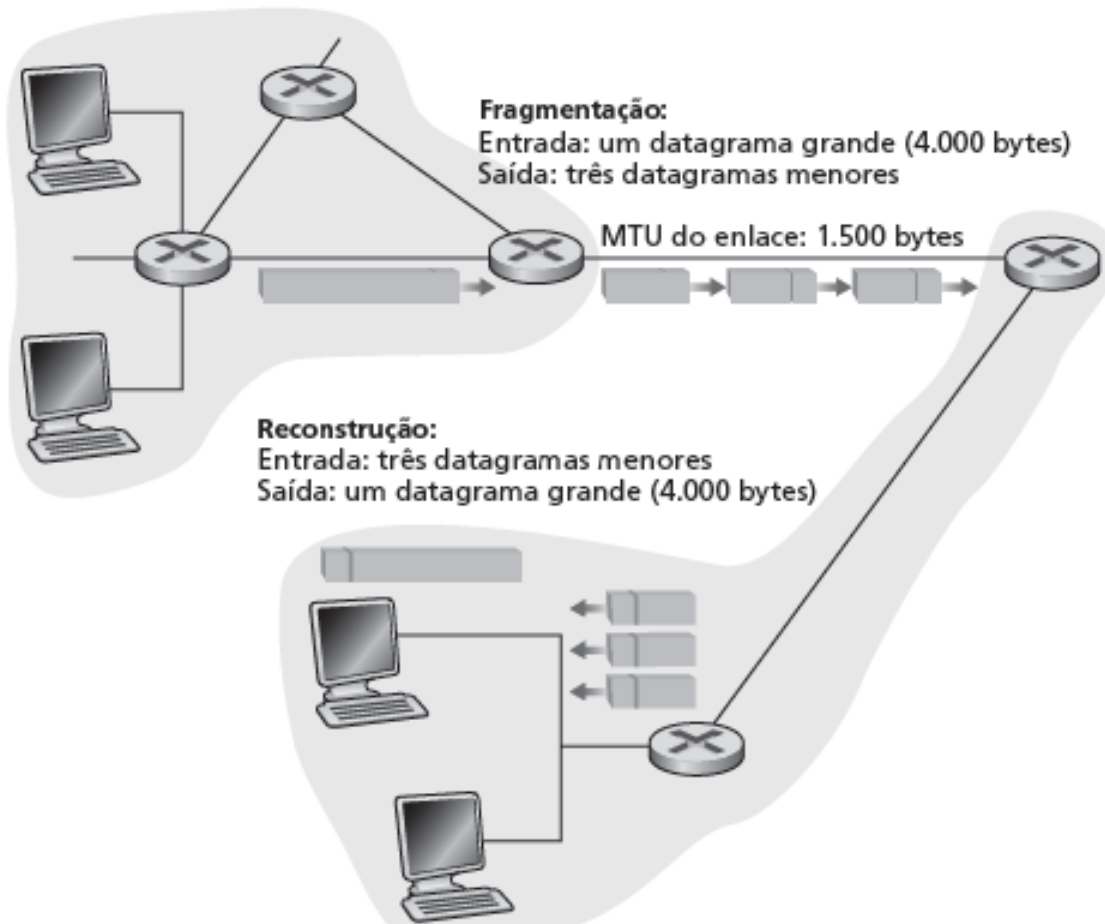 Fragmentação:
Entrada: um datagrama grande (4.000 bytes)
Saída: três datagramas menores
MTU do enlace: 1.500 bytes
Reconstrução:
Entrada: três datagramas menores
Saída: um datagrama grande (4.000 bytes)